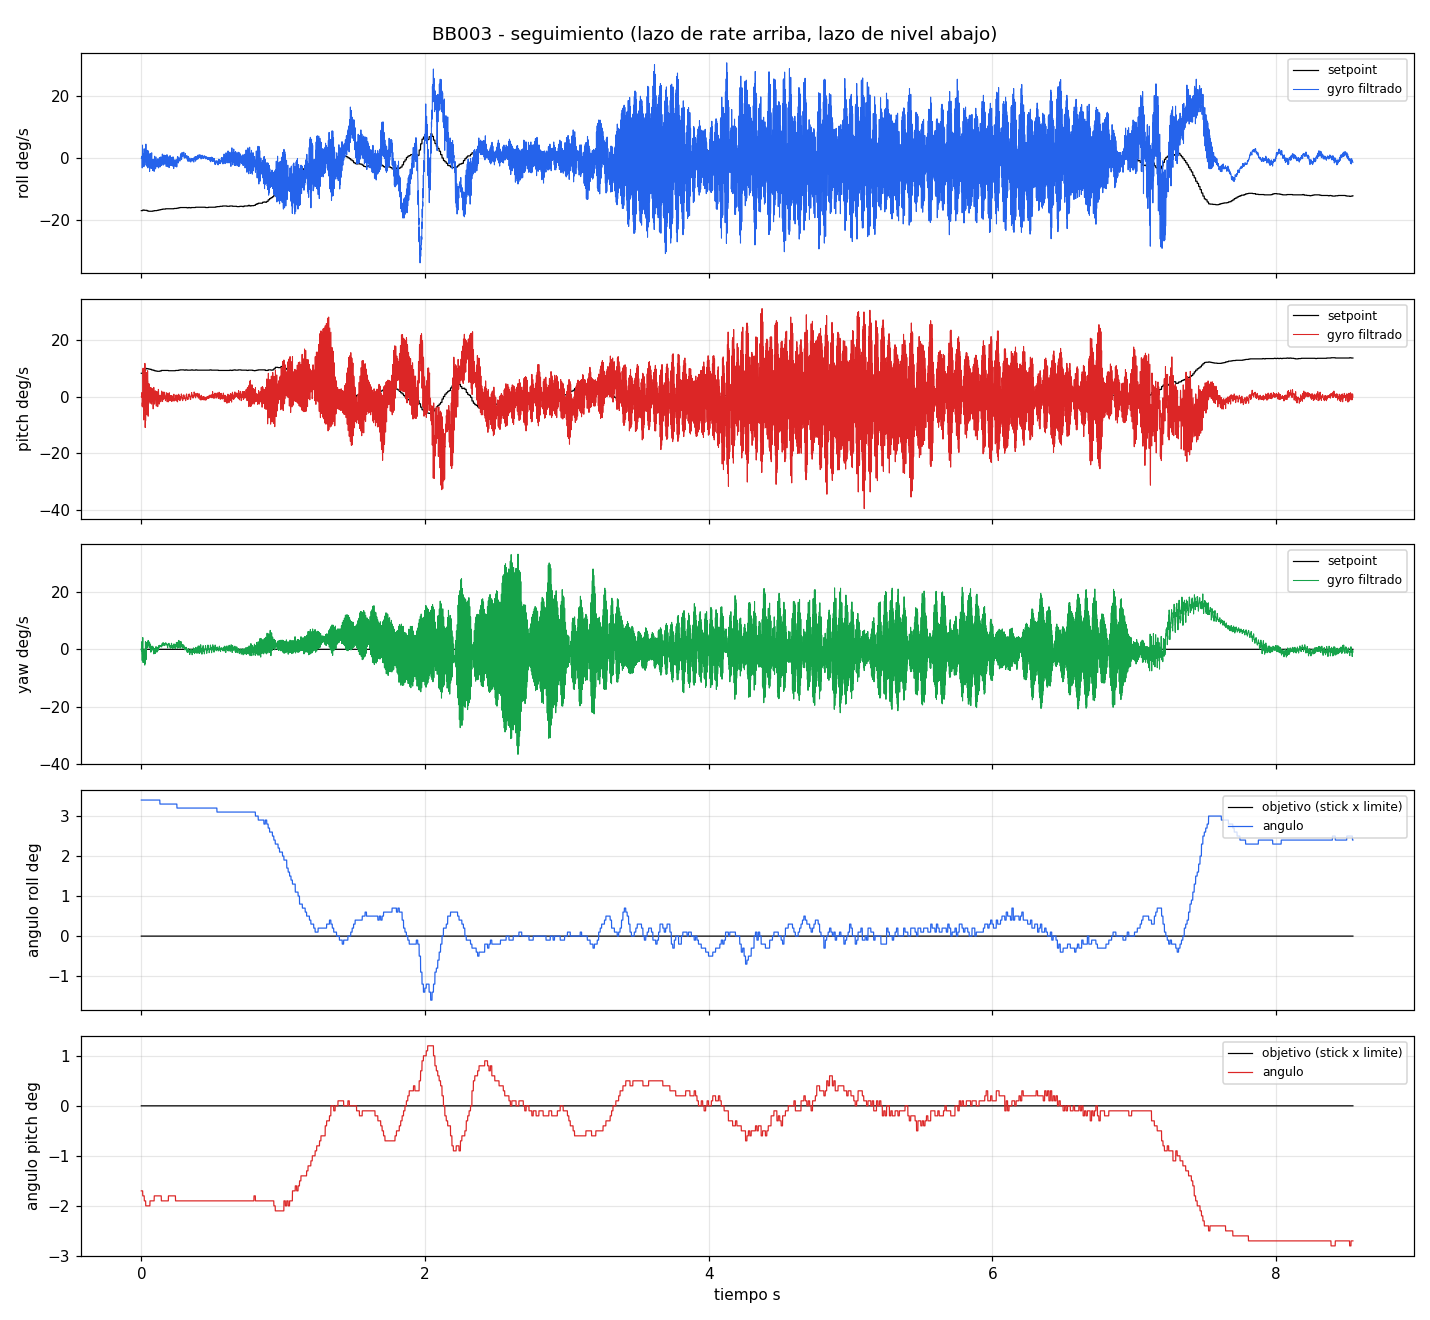 BB003 - seguimiento (lazo de rate arriba, lazo de nivel abajo)
setpoint
gyro filtrado
roll deg/s
20
0
−20
setpoint
gyro filtrado
pitch deg/s
20
0
−20
−40
setpoint
gyro filtrado
yaw deg/s
20
0
−20
−40
objetivo (stick x limite)
angulo
angulo roll deg
3
2
1
0
−1
objetivo (stick x limite)
angulo
angulo pitch deg
1
0
−1
−2
−3
0 2 4 6 8
tiempo s